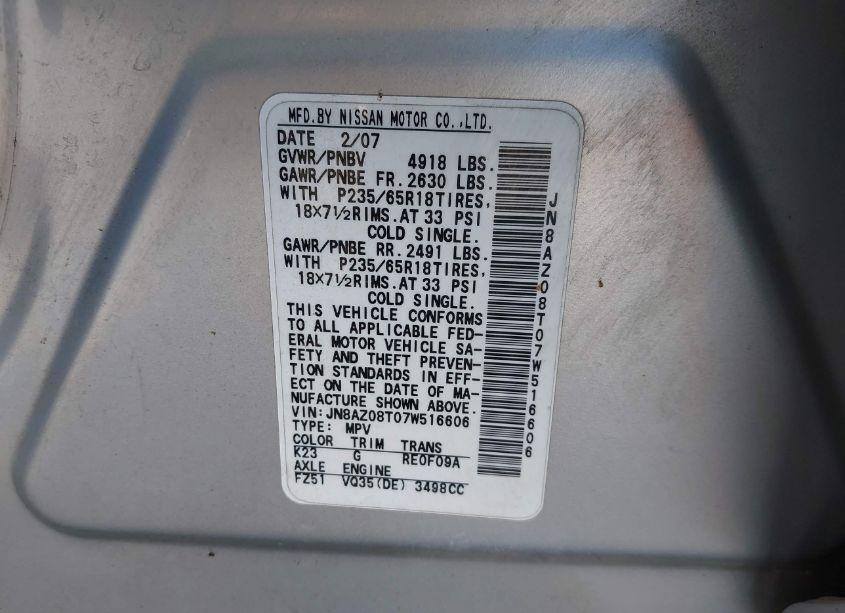 MFD.BY NISSAN MOTOR CO.,LTD.
DATE 2/07
GVWR/PNBV 4918 LBS.
GAWR/PNBE FR.2630 LBS.
WITH P235/65R18TIRES,
18X7½RIMS.AT 33 PSI
COLD SINGLE.
GAWR/PNBE RR.2491 LBS.
WITH P235/65R18TIRES,
18X7½RIMS.AT 33 PSI
COLD SINGLE.
THIS VEHICLE CONFORMS
TO ALL APPLICABLE FED-
ERAL MOTOR VEHICLE SA-
FETY AND THEFT PREVEN-
TION STANDARDS IN EFF-
ECT ON THE DATE OF MA-
NUFACTURE SHOWN ABOVE.
VIN:JN8AZ08T07W516606
TYPE: MPV
COLOR TRIM TRANS
K23 G RE0F09A
AXLE ENGINE
FZ51 VQ35(DE) 3498CC
JN8AZ08T07W516606